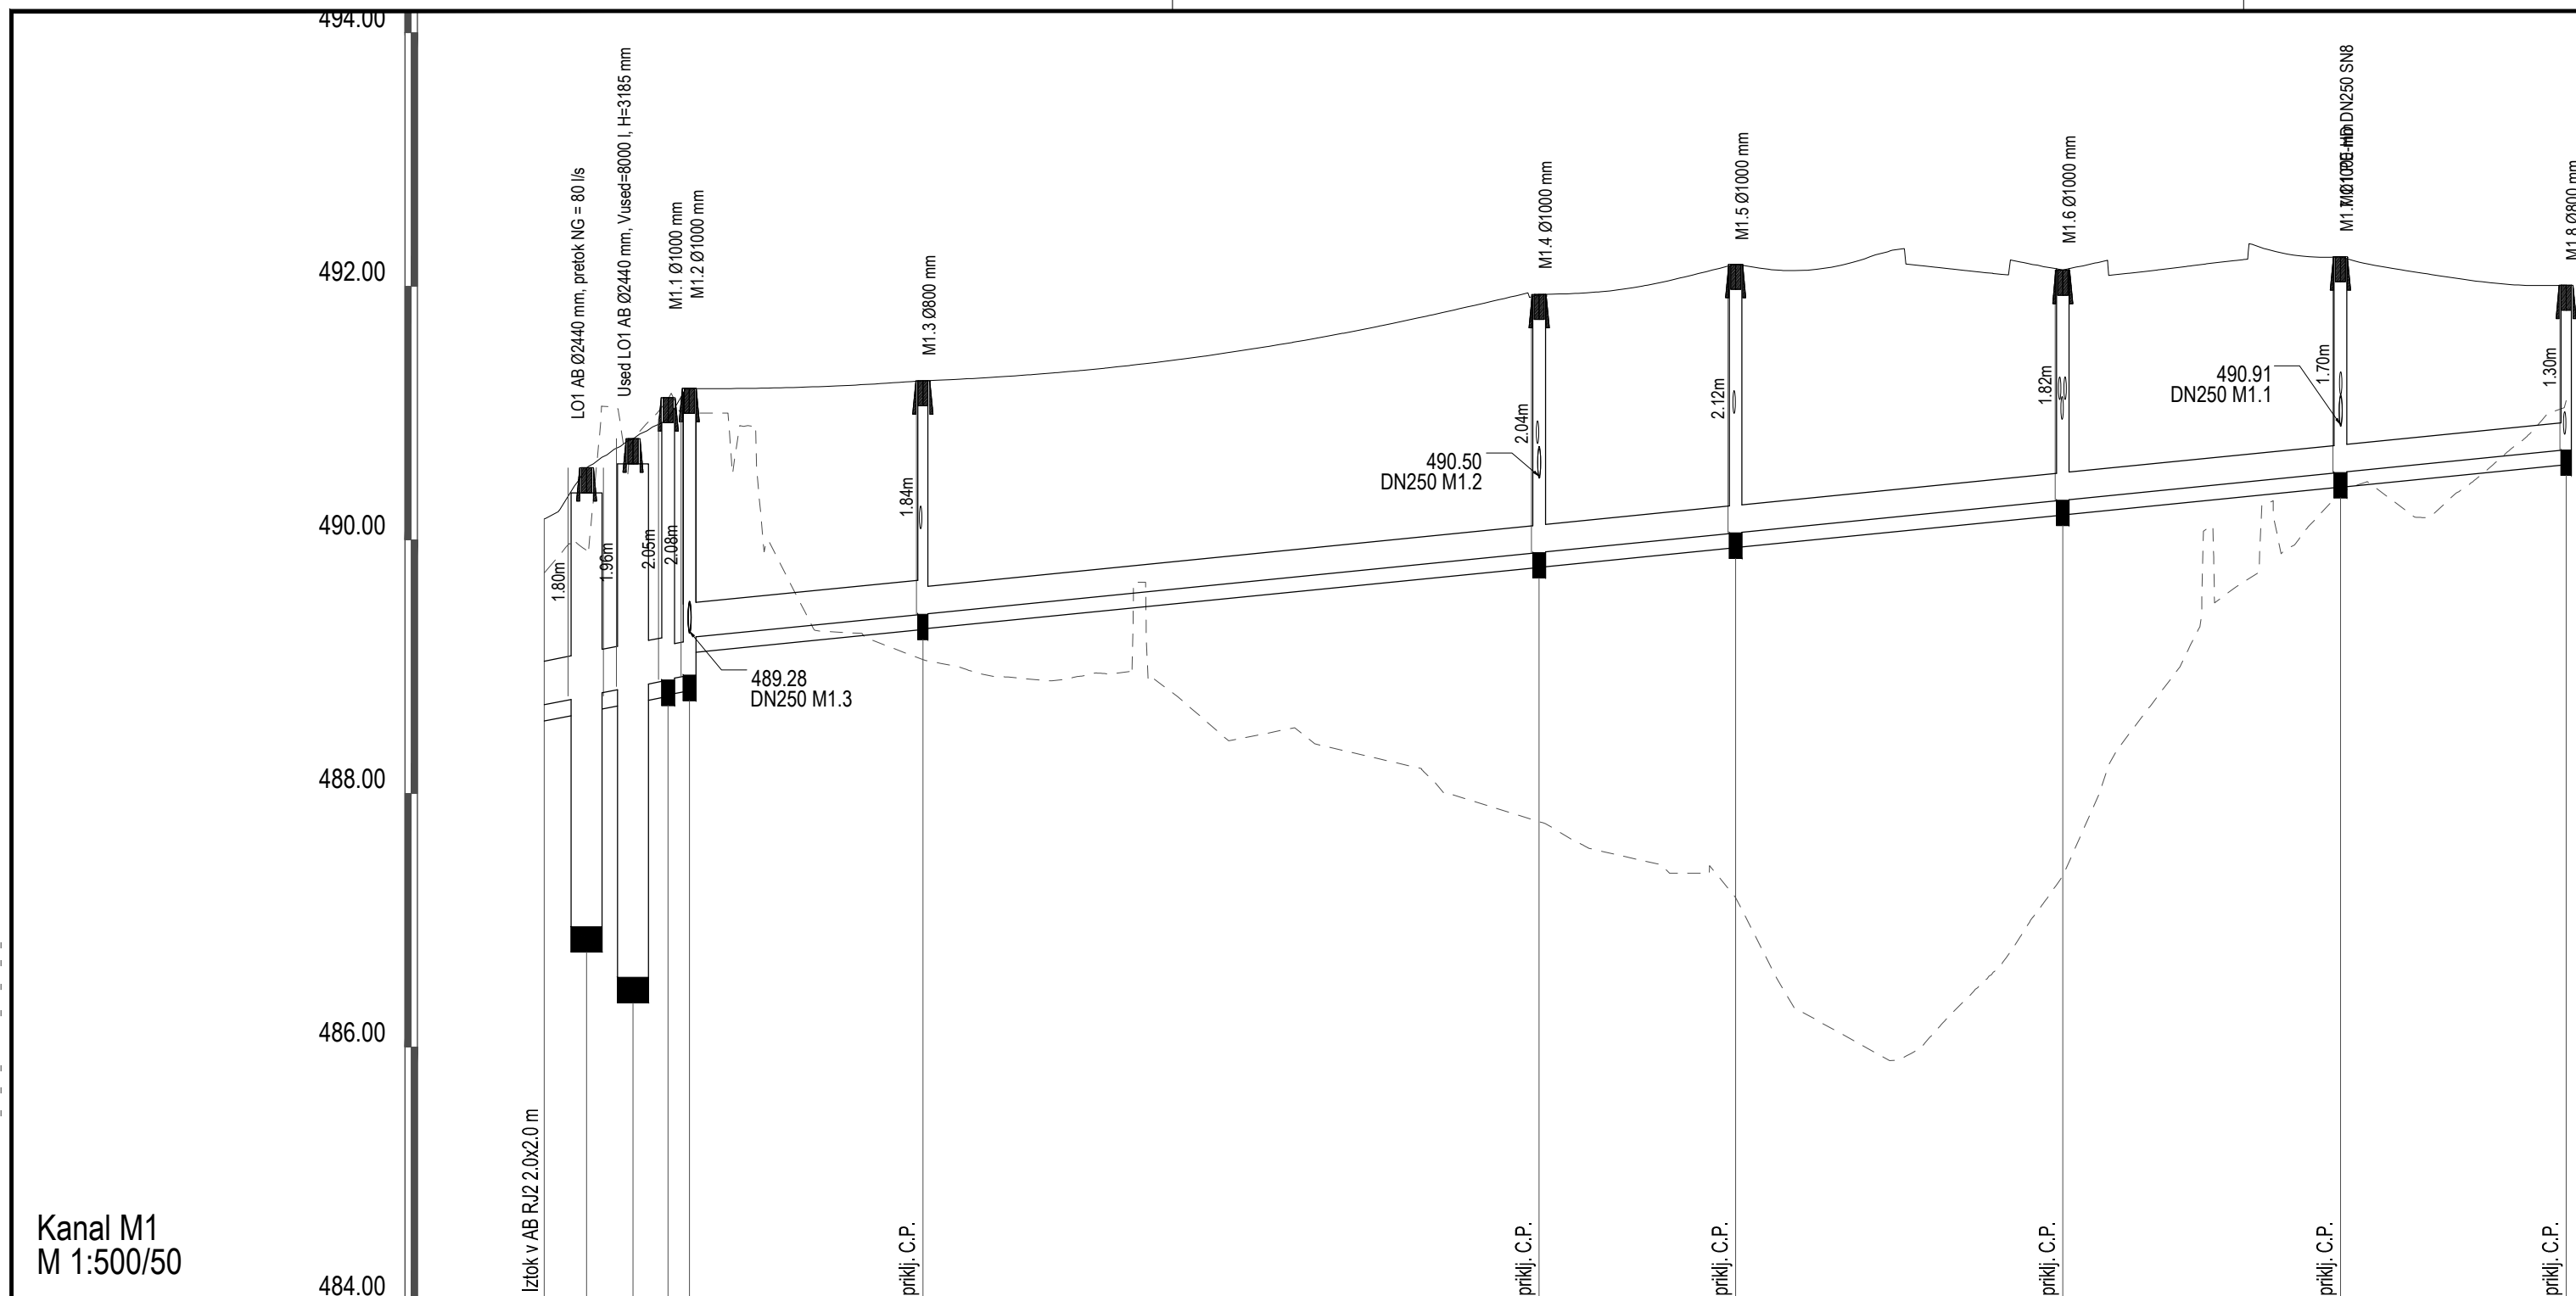 494.00
492.00
490.00
488.00
486.00
484.00
Kanal M1
M 1:500/50
Iztok v AB RJ2 2.0x2.0 m
LO1 AB Ø2440 mm, pretok NG = 80 l/s
Used LO1 AB Ø2440 mm, Vused=8000 l, H=3185 mm
M1.1 Ø1000 mm
M1.2 Ø1000 mm
M1.3 Ø800 mm
M1.4 Ø1000 mm
M1.5 Ø1000 mm
M1.6 Ø1000 mm
DN250 SN8
M1.8 Ø800 mm
1.80m
1.96m
2.05m
2.08m
1.84m
2.04m
2.12m
1.82m
1.70m
1.30m
489.28
DN250 M1.3
490.50
DN250 M1.2
490.91
DN250 M1.1
priklj. C.P.
priklj. C.P.
priklj. C.P.
priklj. C.P.
priklj. C.P.
priklj. C.P.